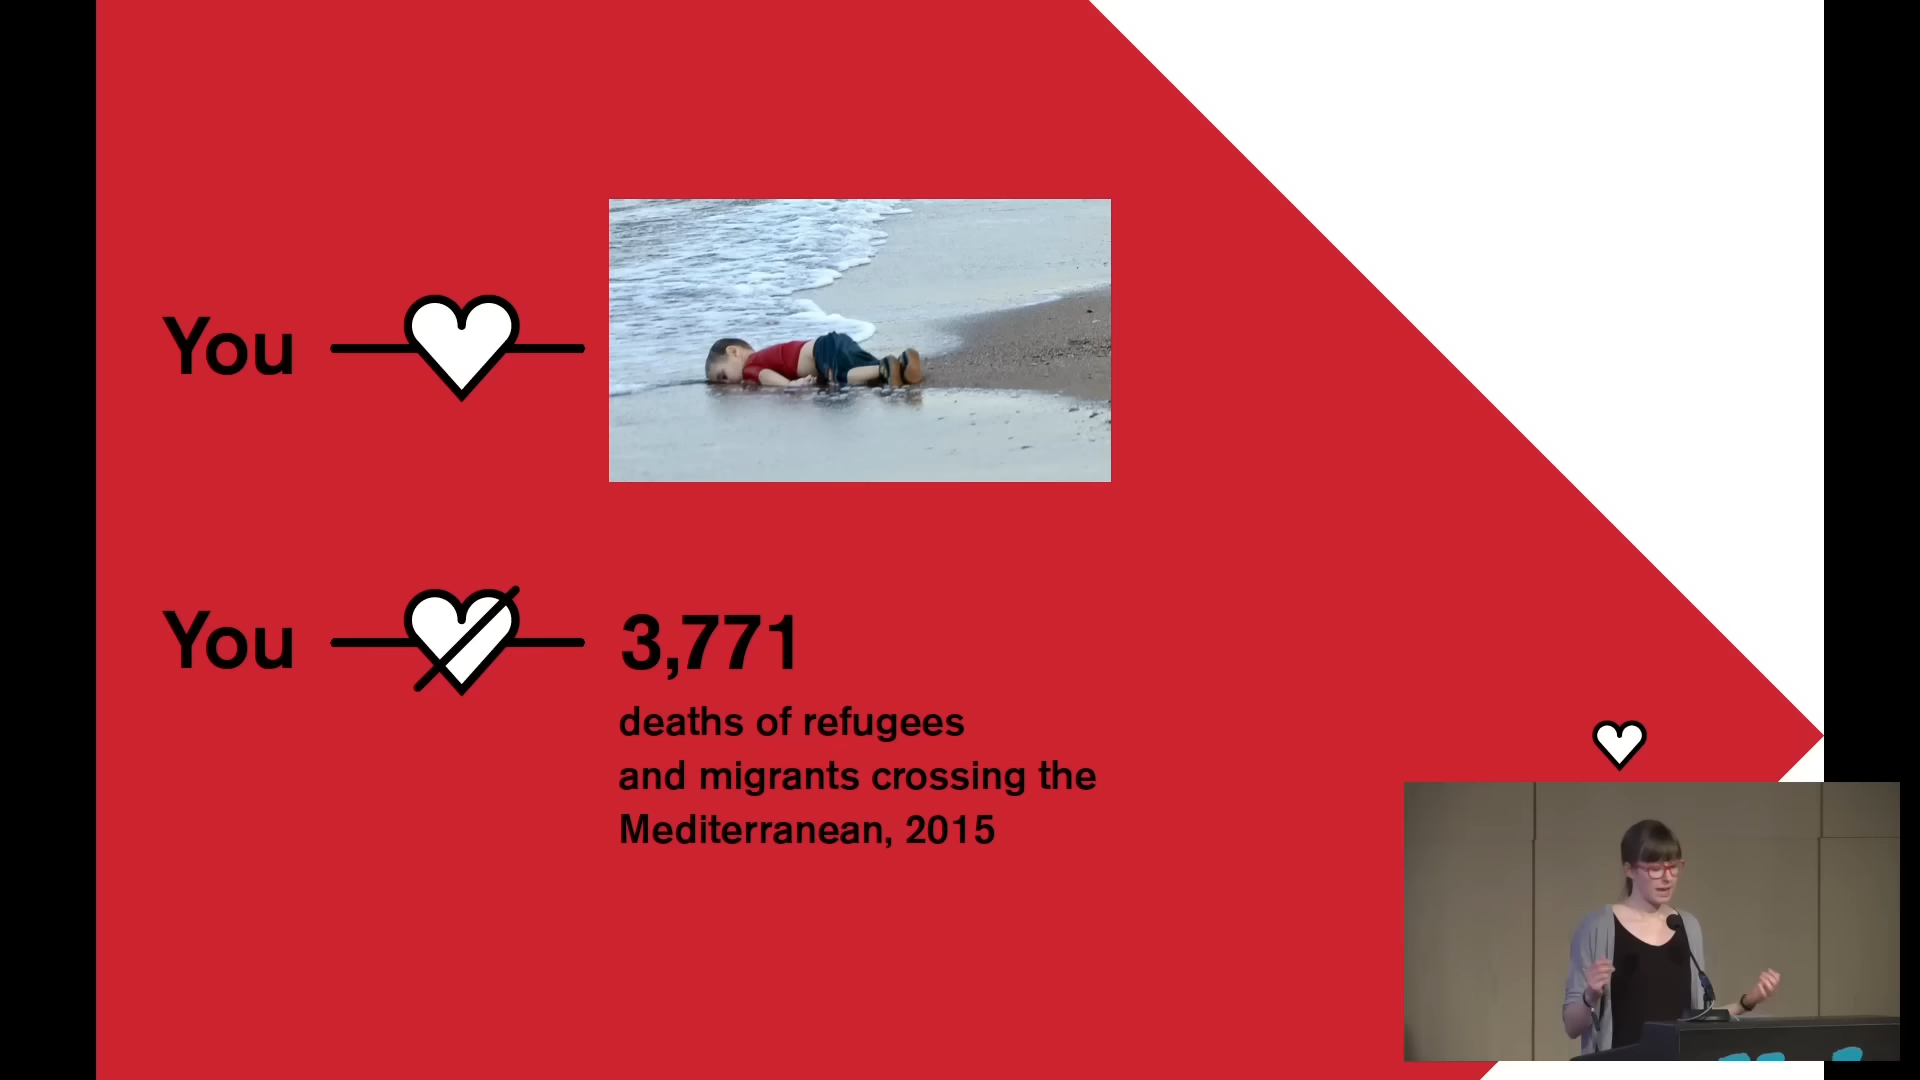 You
You
3,771
deaths of refugees
and migrants crossing the
Mediterranean, 2015